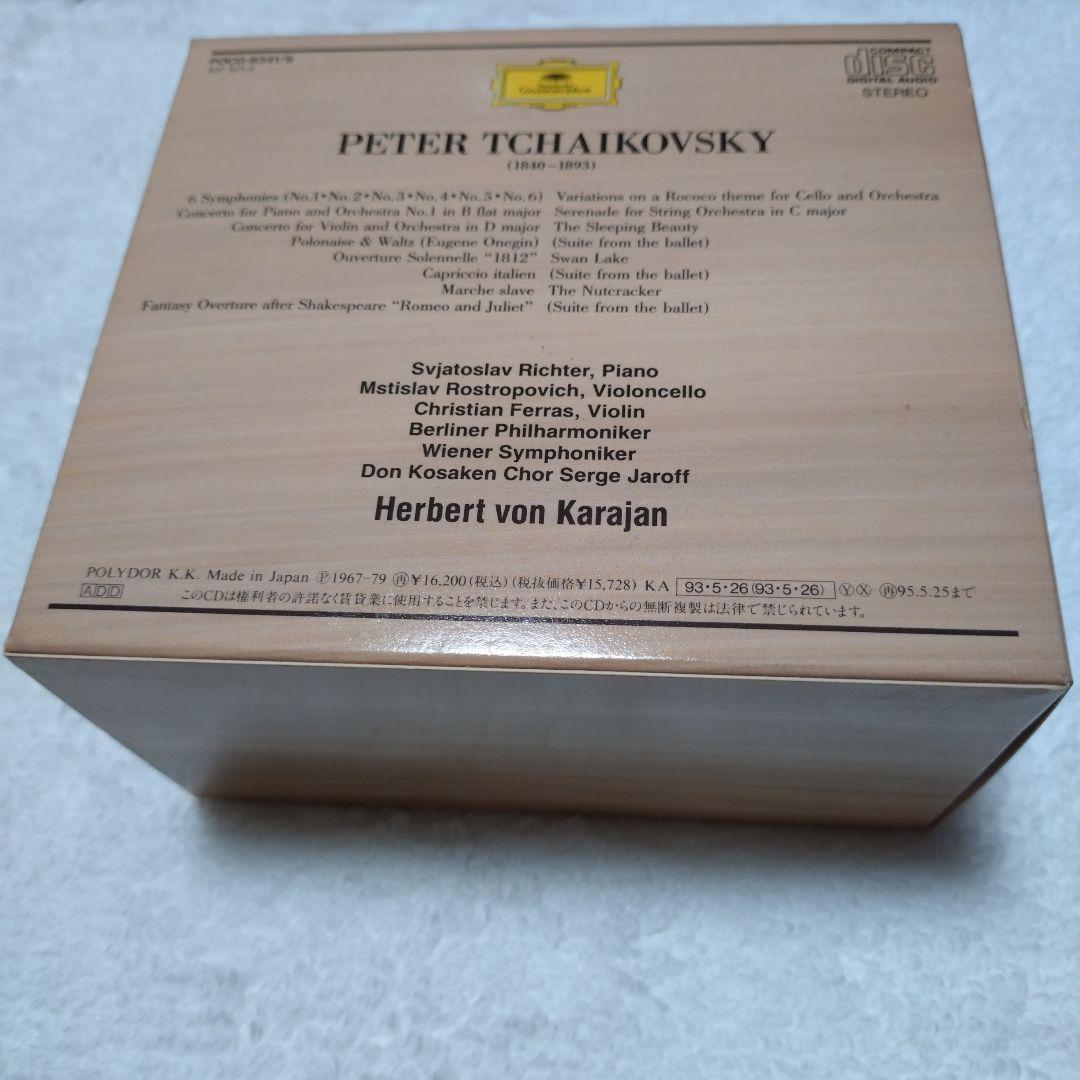 COMPACT
disc
DIGITAL AUDIO
STEREO
Deutsche
Grammophon
PETER TCHAIKOVSKY
(1840–1893)
6 Symphonies (No.1・No.2・No.3・No.4・No.5・No.6)
Concerto for Piano and Orchestra No.1 in B flat major
Concerto for Violin and Orchestra in D major
Polonaise & Waltz (Eugene Onegin)
Ouverture Solennelle "1812"
Capriccio italien
Marche slave
Fantasy Overture after Shakespeare "Romeo and Juliet"
Variations on a Rococo theme for Cello and Orchestra
Serenade for String Orchestra in C major
The Sleeping Beauty
(Suite from the ballet)
Swan Lake
(Suite from the ballet)
The Nutcracker
(Suite from the ballet)
Svjatoslav Richter, Piano
Mstislav Rostropovich, Violoncello
Christian Ferras, Violin
Berliner Philharmoniker
Wiener Symphoniker
Don Kosaken Chor Serge Jaroff
Herbert von Karajan
POLYDOR K.K. Made in Japan Ⓟ1967–79 ㊢¥16,200(税込)(税抜価格¥15,728) KA 93・5・26(93・5・26) ⓎⓍ 再95.5.25まで
ADD
このCDは権利者の許諾なく賃貸業に使用することを禁じます。また、このCDからの無断複製は法律で禁じられています。